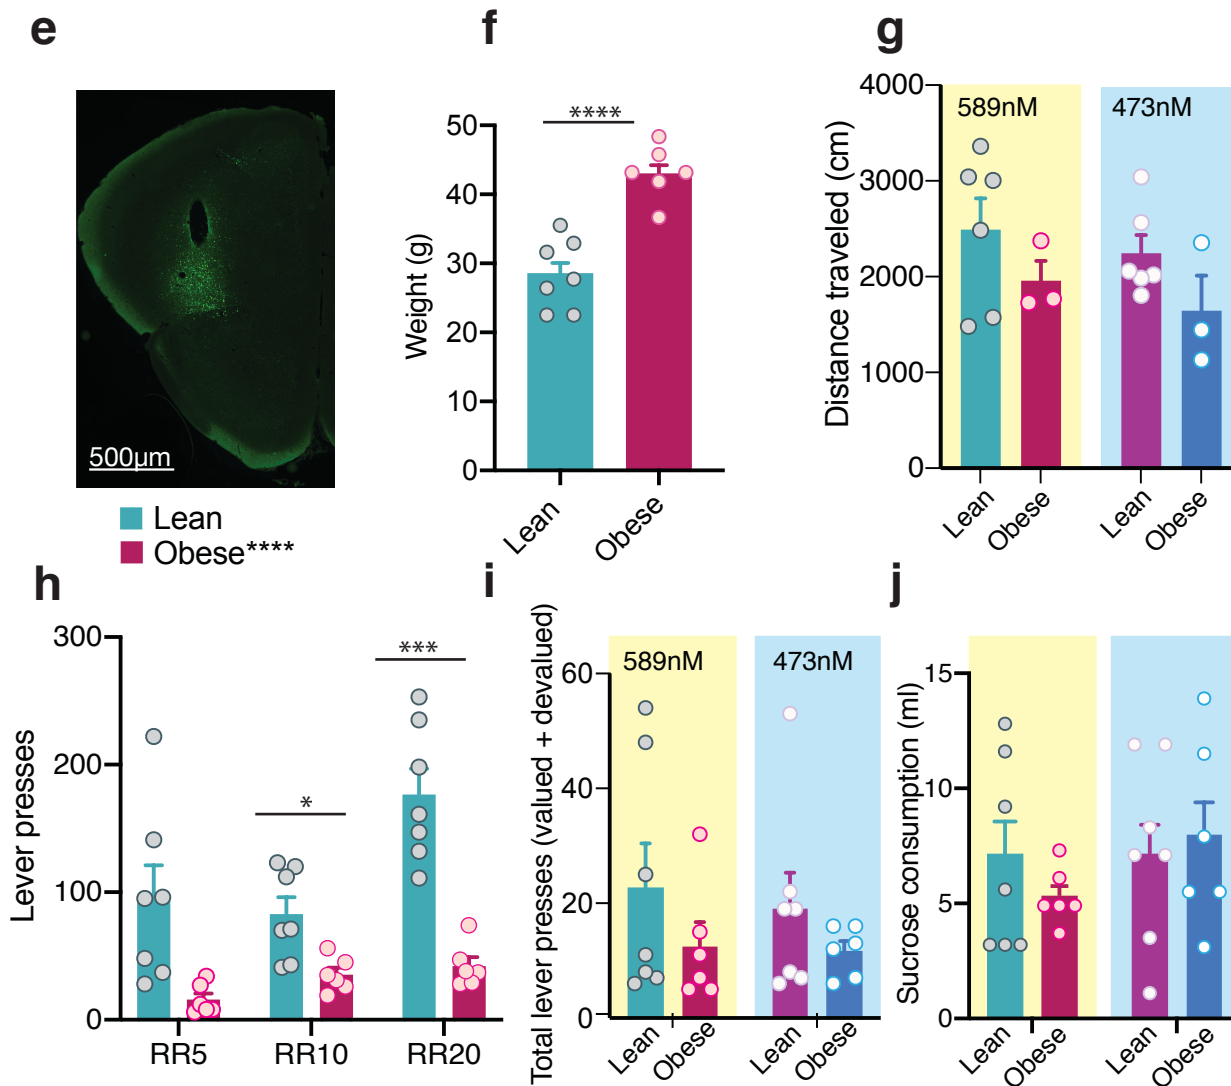 e
500µm
Lean
Obese****
f
Weight (g)
50
40
30
20
10
0
****
Lean
Obese
g
Distance traveled (cm)
4000
3000
2000
1000
0
589nM
473nM
Lean
Obese
Lean
Obese
h
Lever presses
300
200
100
0
*
***
RR5
RR10
RR20
i
Total lever presses (valued + devalued)
60
40
20
0
589nM
473nM
Lean
Obese
Lean
Obese
j
Sucrose consumption (ml)
15
10
5
0
Lean
Obese
Lean
Obese